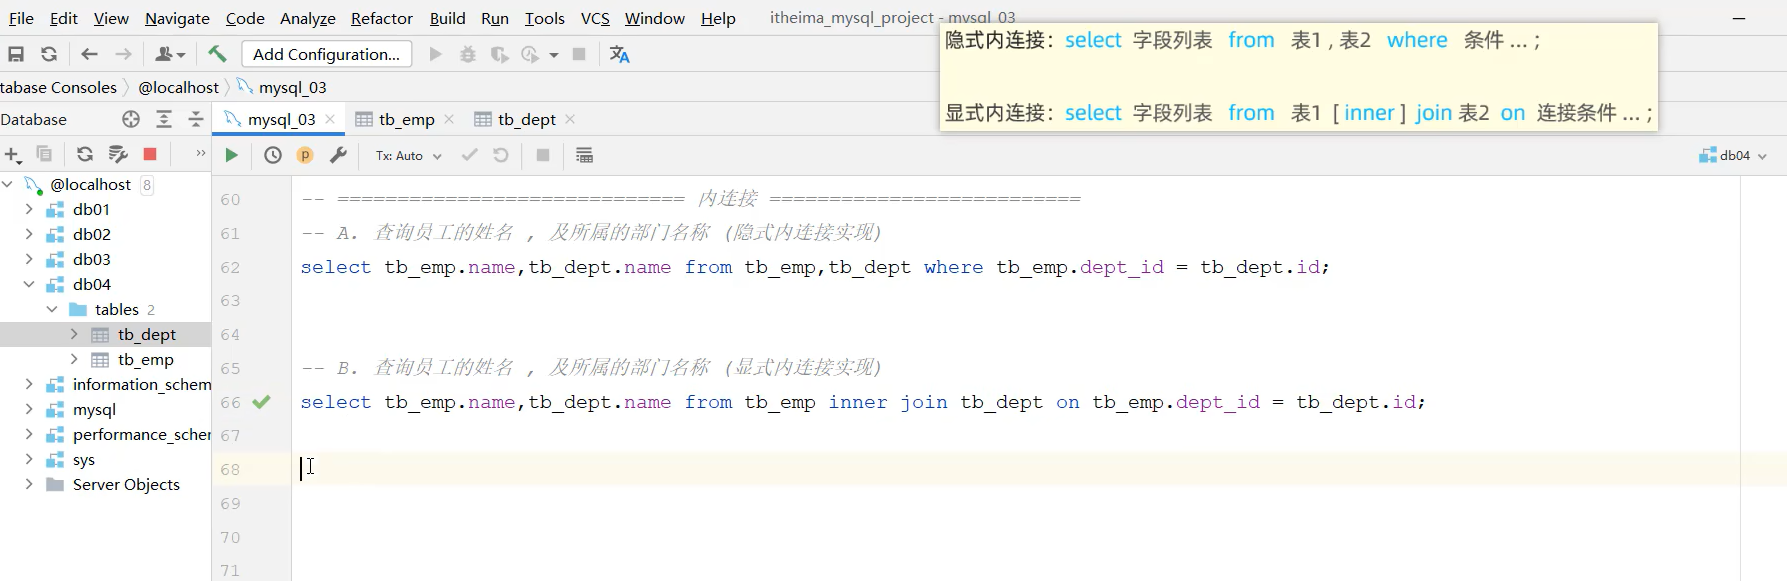 File Edit View Navigate Code Analyze Refactor Build Run Tools VCS Window Help itheima_mysql_project - mysql_03
隐式内连接：select 字段列表 from 表1 , 表2 where 条件 ... ;
显式内连接：select 字段列表 from 表1 [ inner ] join 表2 on 连接条件 ... ;
Add Configuration...
tabase Consoles @localhost mysql_03
Database
mysql_03 tb_emp tb_dept
Tx: Auto
db04
@localhost 8
db01
db02
db03
db04
tables 2
tb_dept
tb_emp
information_schem
mysql
performance_scher
sys
Server Objects
60 -- ============================= 内连接 ==========================
61 -- A. 查询员工的姓名 , 及所属的部门名称 (隐式内连接实现)
62 select tb_emp.name,tb_dept.name from tb_emp,tb_dept where tb_emp.dept_id = tb_dept.id;
63
64
65 -- B. 查询员工的姓名 , 及所属的部门名称 (显式内连接实现)
66 select tb_emp.name,tb_dept.name from tb_emp inner join tb_dept on tb_emp.dept_id = tb_dept.id;
67
68
69
70
71